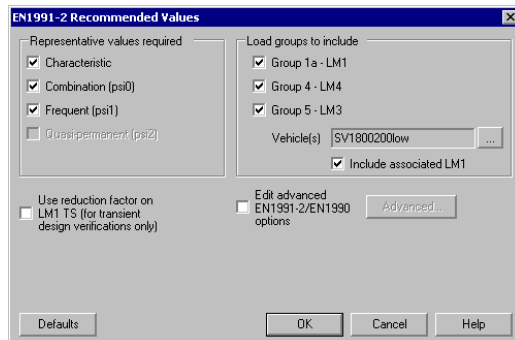 EN1991-2 Recommended Values
Representative values required
Characteristic
Combination (psi0)
Frequent (psi1)
Quasi-permanent (psi2)
Load groups to include
Group 1a - LM1
Group 4 - LM4
Group 5 - LM3
Vehicle(s) SV1800200low ...
Include associated LM1
Use reduction factor on
LM1 TS (for transient
design verifications only)
Edit advanced
EN1991-2/EN1990
options
Advanced...
Defaults OK Cancel Help